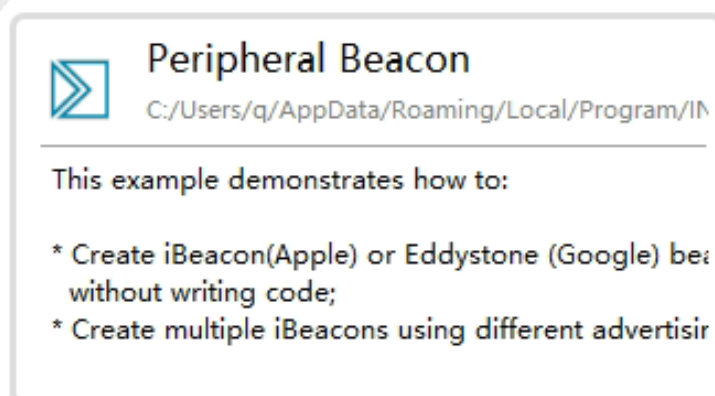 Peripheral Beacon
C:/Users/q/AppData/Roaming/Local/Program/IN
This example demonstrates how to:
* Create iBeacon(Apple) or Eddystone (Google) bea
without writing code;
* Create multiple iBeacons using different advertisin